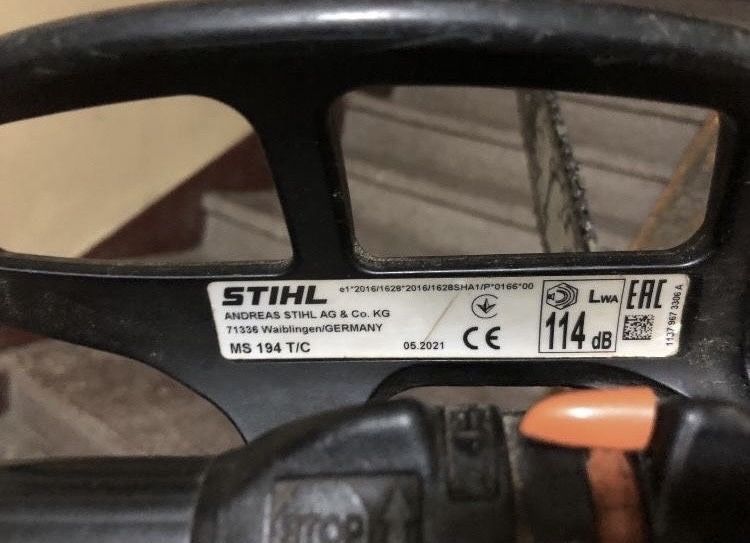 STIHL
e1*2016/1628*2016/1628SHA1/P*0166*00
ANDREAS STIHL AG & Co. KG
71336 Waiblingen/GERMANY
MS 194 T/C
05.2021
CE
LWA
114 dB
EAC
1137 967 3306 A
STOP